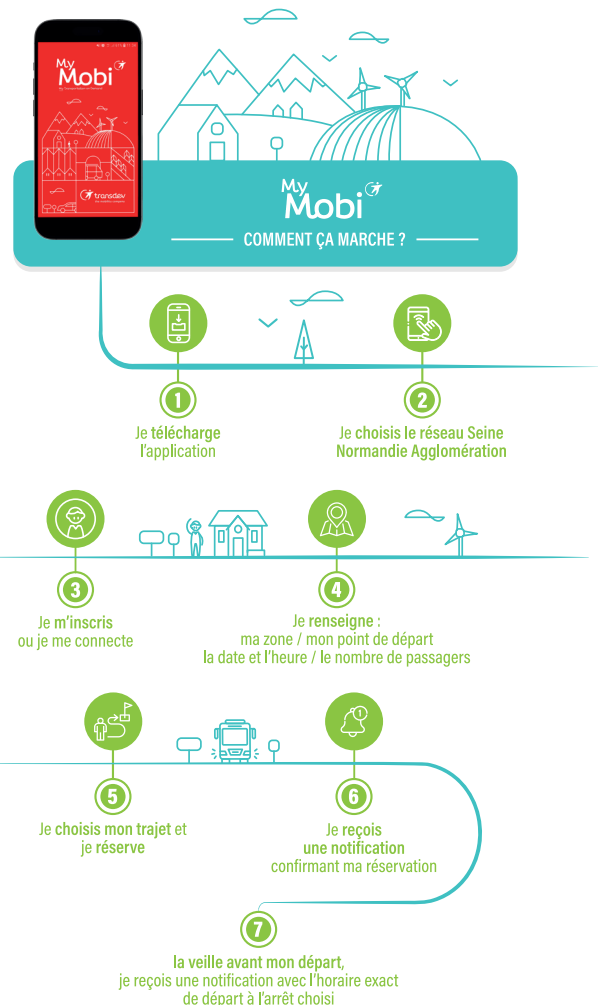 My
Mobi
transdev
My
Mobi
COMMENT ÇA MARCHE ?
1
Je télécharge
l'application
2
Je choisis le réseau Seine
Normandie Agglomération
3
Je m'inscris
ou je me connecte
4
Je renseigne :
ma zone / mon point de départ
la date et l'heure / le nombre de passagers
5
Je choisis mon trajet et
je réserve
1
6
Je reçois
une notification
confirmant ma réservation
7
la veille avant mon départ,
je reçois une notification avec l'horaire exact
de départ à l'arrêt choisi